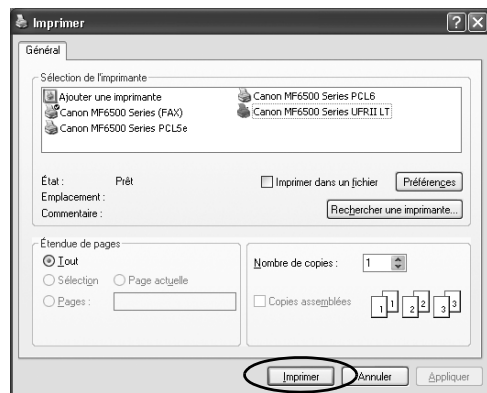 Imprimer
Général
Sélection de l'imprimante
Ajouter une imprimante
Canon MF6500 Series (FAX)
Canon MF6500 Series PCL5e
Canon MF6500 Series PCL6
Canon MF6500 Series UFRII LT
État : Prêt
Emplacement :
Commentaire :
Imprimer dans un fichier
Préférences
Rechercher une imprimante...
Étendue de pages
Tout
Sélection Page actuelle
Pages :
Nombre de copies : 1
Copies assemblées
1 1 2 2 3 3
Imprimer Annuler Appliquer